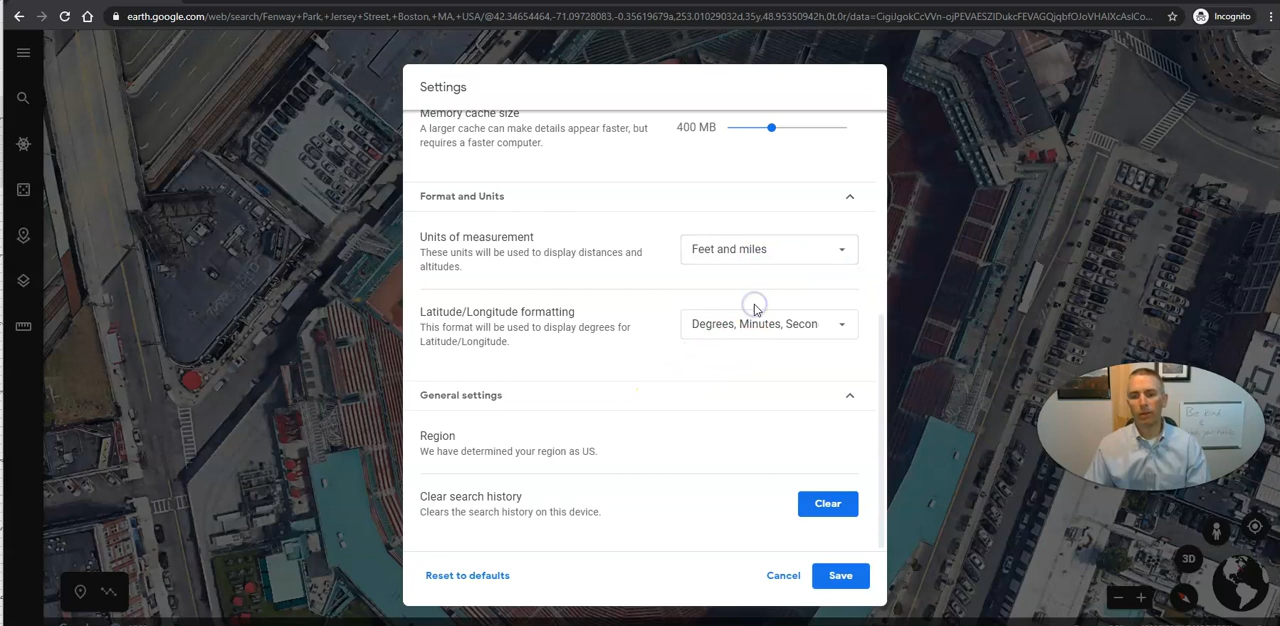 earth.google.com/web/search/Fenway+Park,+Jersey+Street,+Boston,+MA,+USA/@42.34654464,-71.09728083,-0.35619679a,253.01029032d,35y,48.95350942h,0t,0r/data=
Incognito
Settings
Memory cache size
A larger cache can make details appear faster, but
requires a faster computer.
400 MB
Format and Units
Units of measurement
These units will be used to display distances and
altitudes.
Feet and miles
Latitude/Longitude formatting
This format will be used to display degrees for
Latitude/Longitude.
Degrees, Minutes, Secon
General settings
Region
We have determined your region as US.
Clear search history
Clears the search history on this device.
Clear
Reset to defaults
Cancel
Save
Be kind
3D